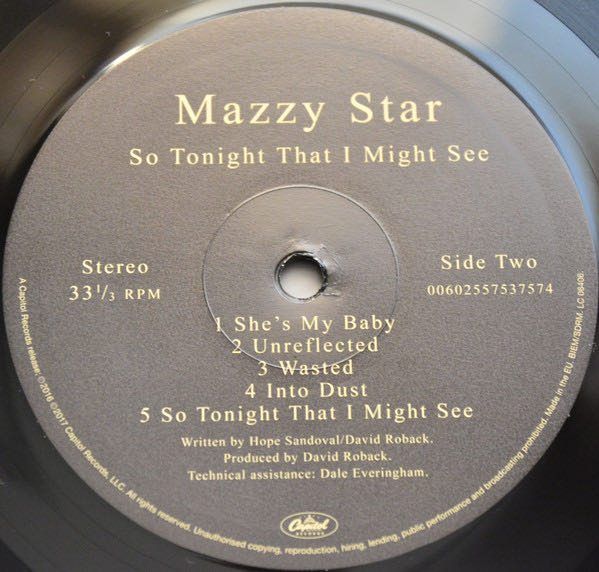 Mazzy Star
So Tonight That I Might See
Stereo
33 1/3 RPM
Side Two
00602557537574
1 She's My Baby
2 Unreflected
3 Wasted
4 Into Dust
5 So Tonight That I Might See
Written by Hope Sandoval/David Roback.
Produced by David Roback.
Technical assistance: Dale Everingham.
Capitol
RECORDS
A Capitol Records release: ℗2016 ©2017 Capitol Records, LLC. All rights reserved. Unauthorised copying, reproduction, hiring, lending, public performance and broadcasting prohibited. Made in the EU. BIEM/SDRM. LC 06406.